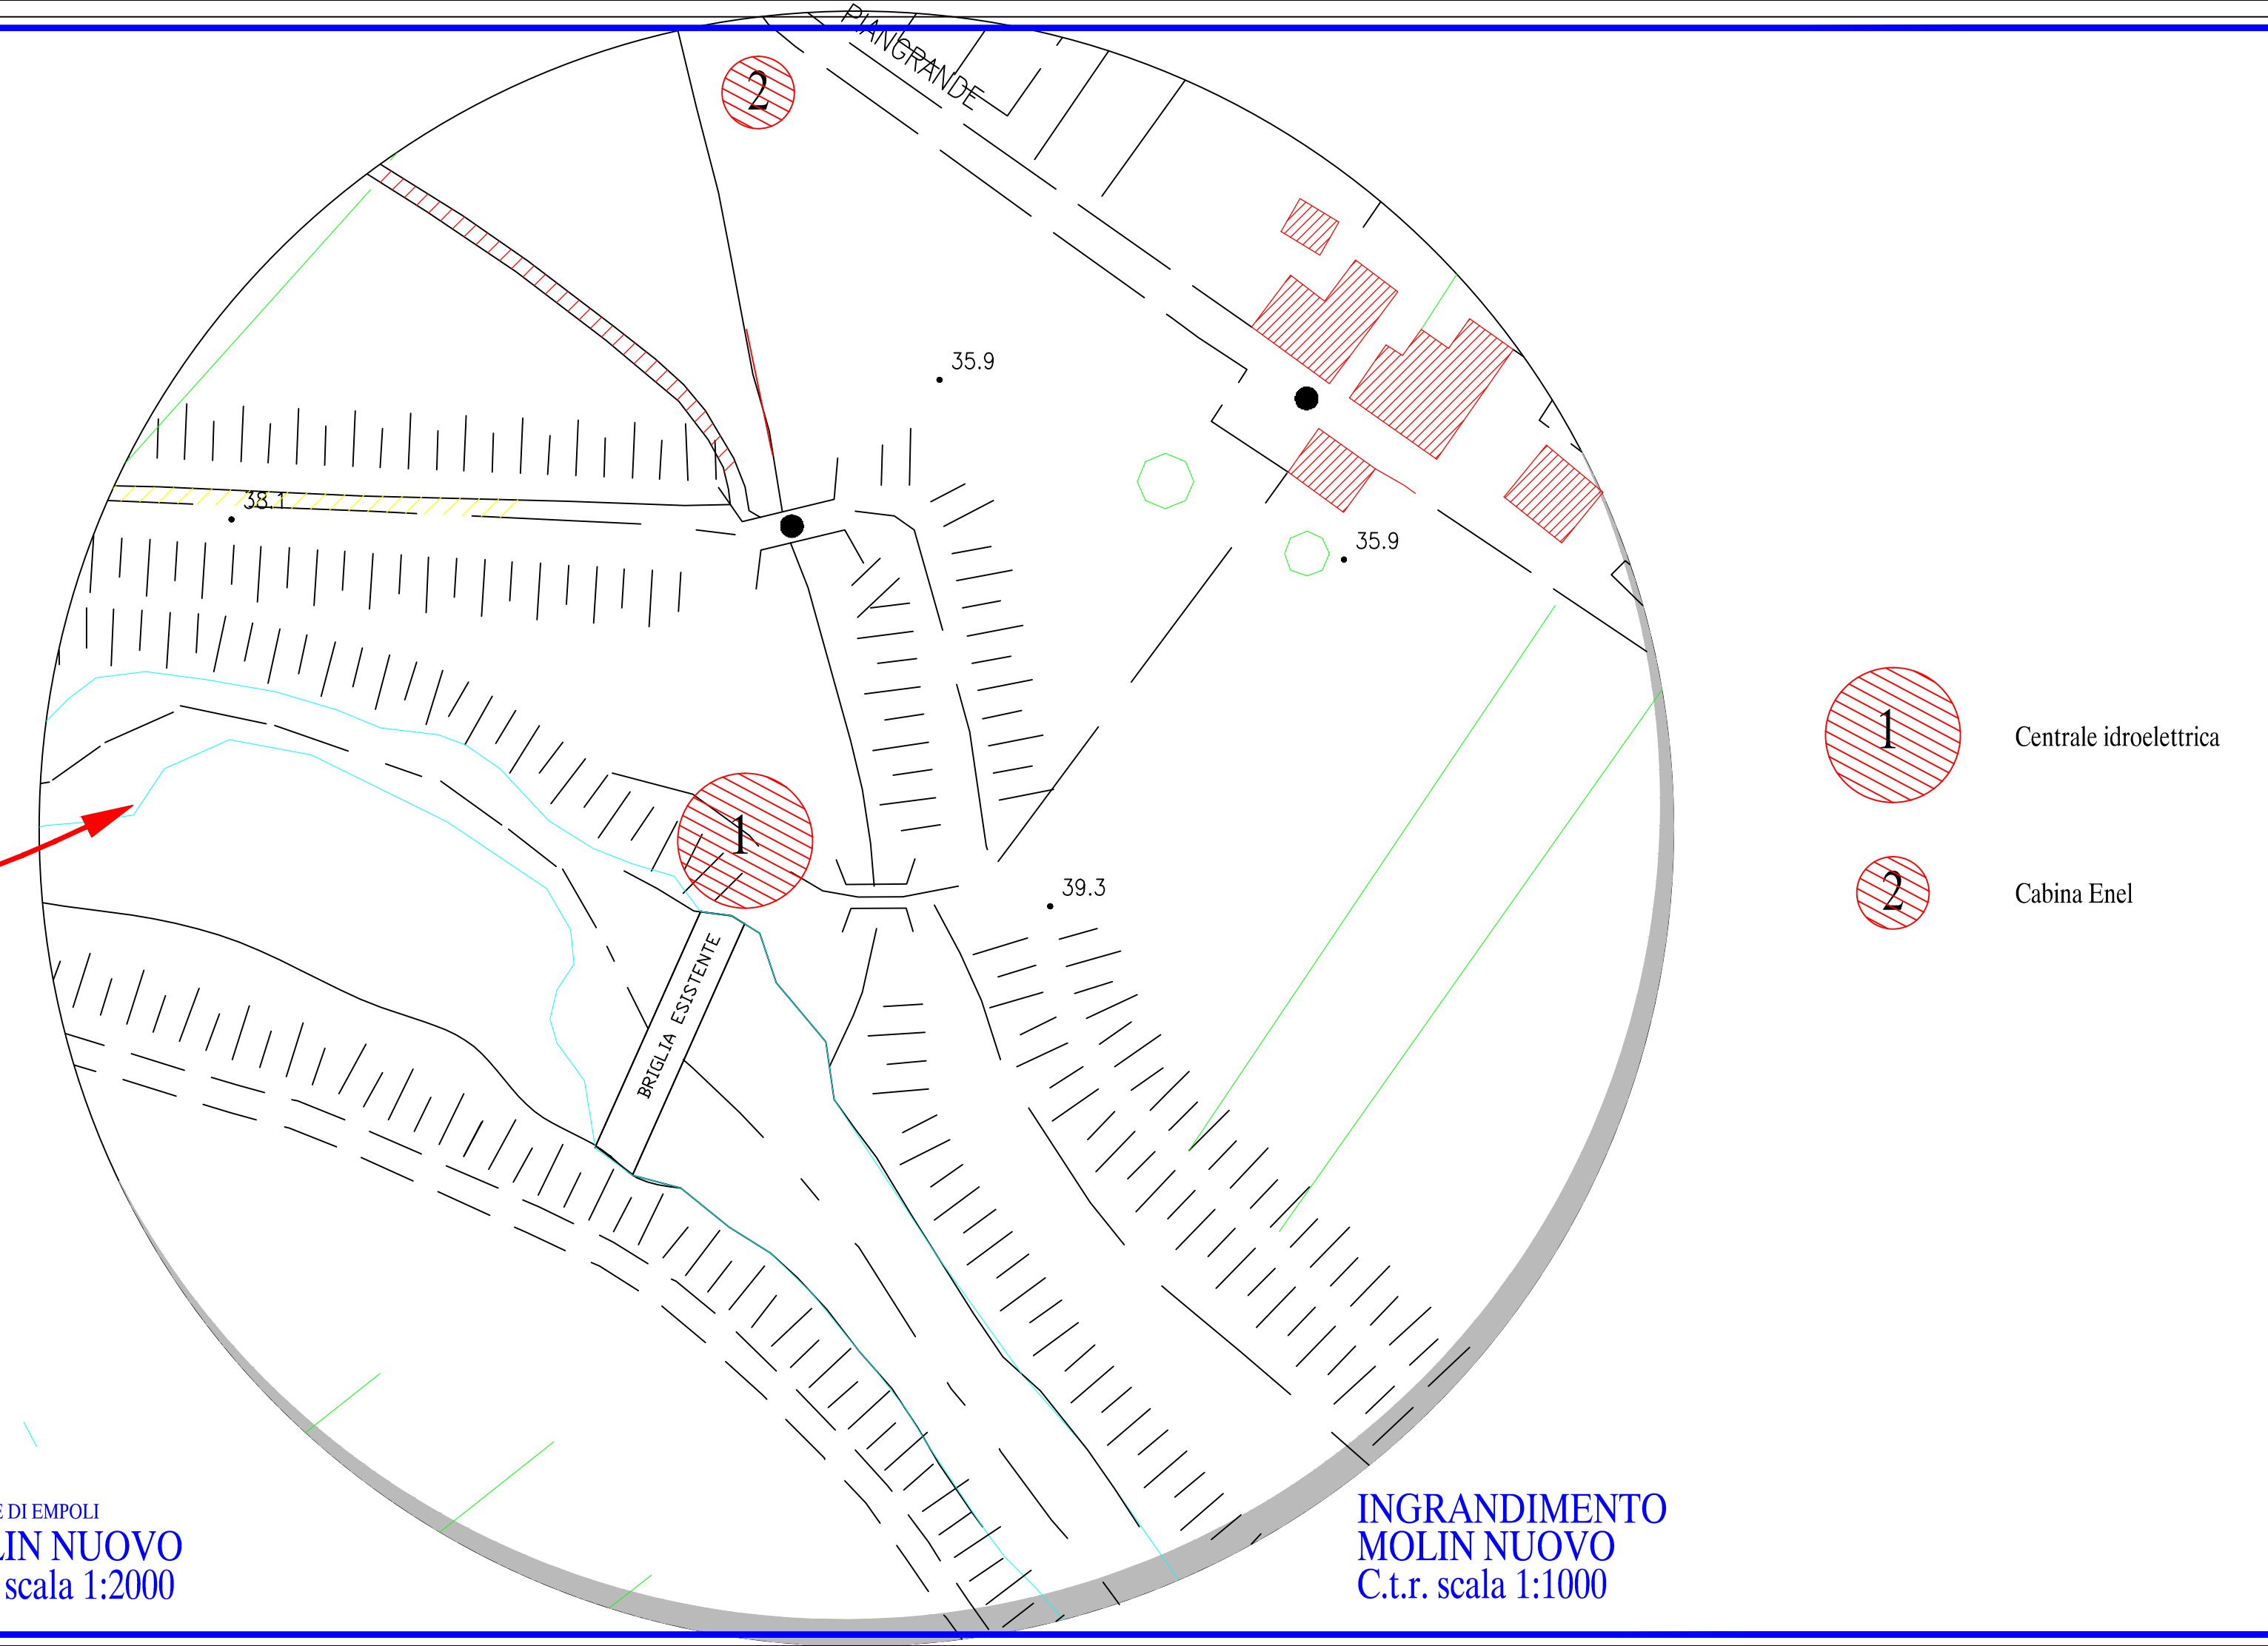 PIANGRANDE
2
35.9
38.1
35.9
1
39.3
BRIGLIA ESISTENTE
1
Centrale idroelettrica
2
Cabina Enel
E DI EMPOLI
LIN NUOVO
scala 1:2000
INGRANDIMENTO
MOLIN NUOVO
C.t.r. scala 1:1000